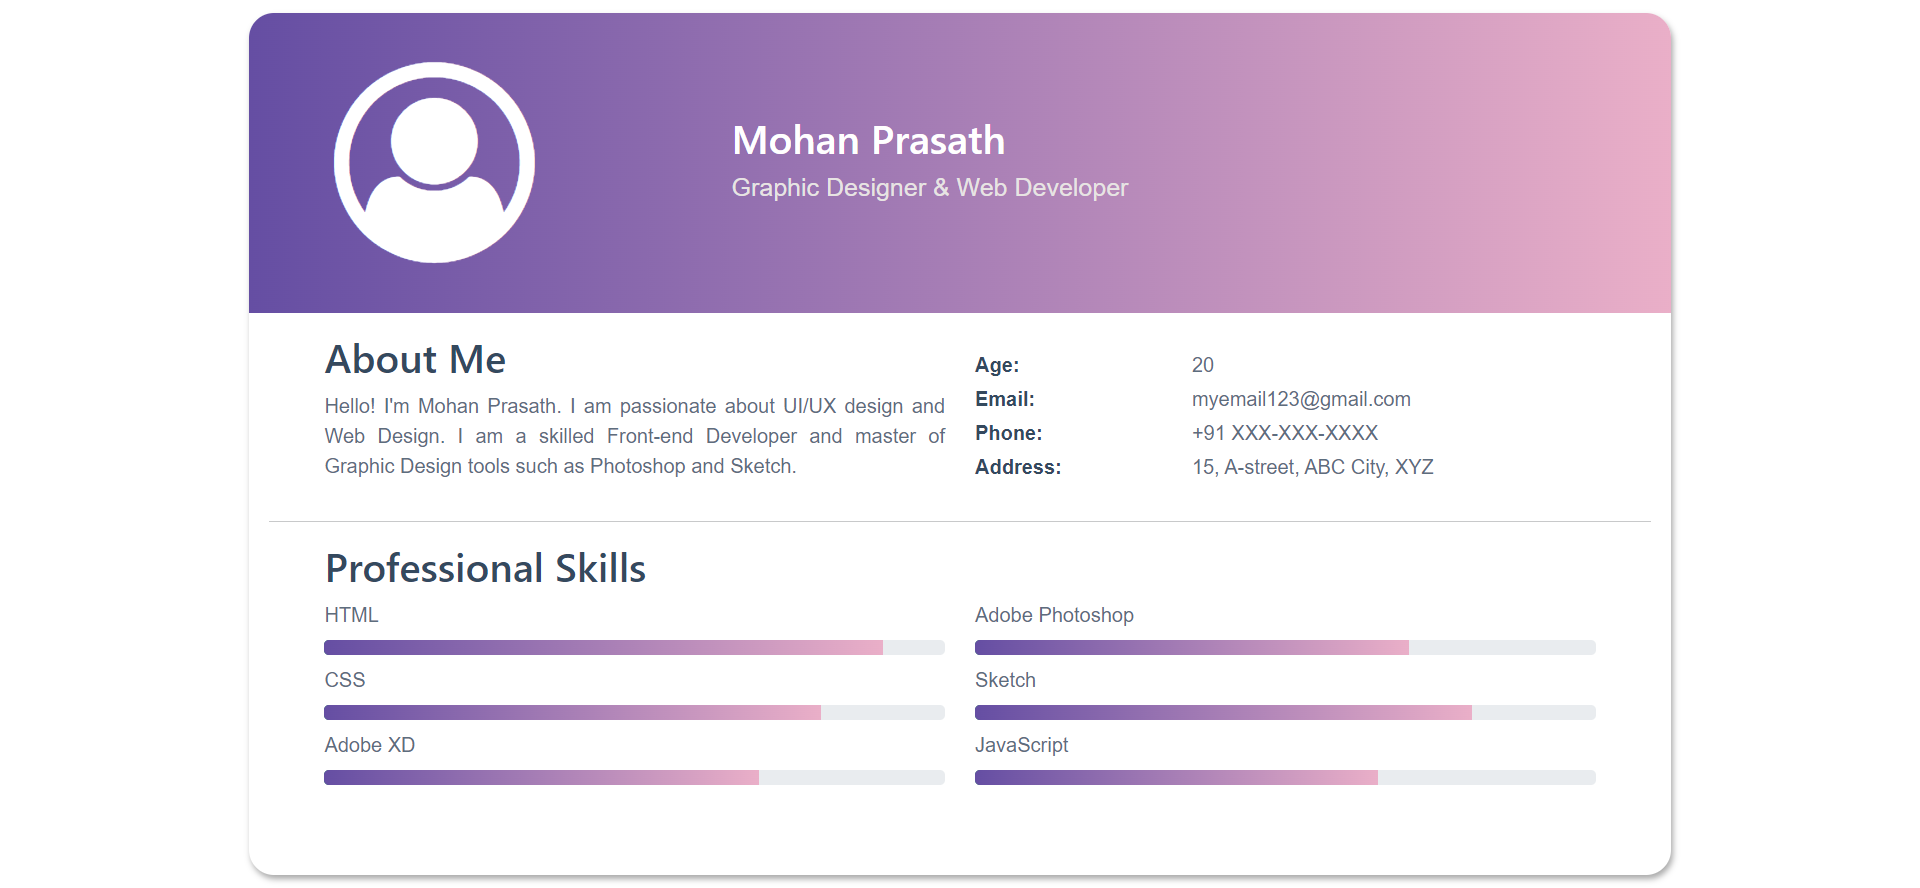 Mohan Prasath
Graphic Designer & Web Developer
About Me
Hello! I'm Mohan Prasath. I am passionate about UI/UX design and
Web Design. I am a skilled Front-end Developer and master of
Graphic Design tools such as Photoshop and Sketch.
Age: 20
Email: myemail123@gmail.com
Phone: +91 XXX-XXX-XXXX
Address: 15, A-street, ABC City, XYZ
Professional Skills
HTML
CSS
Adobe XD
Adobe Photoshop
Sketch
JavaScript